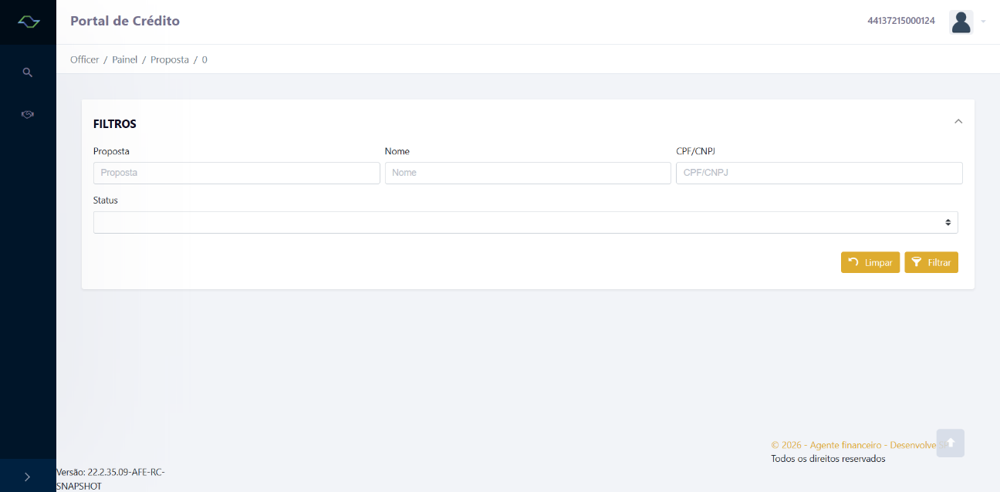 Portal de Crédito
44137215000124
Officer / Painel / Proposta / 0
FILTROS
Proposta
Nome
CPF/CNPJ
Proposta
Nome
CPF/CNPJ
Status
Limpar
Filtrar
© 2026 - Agente financeiro - Desenvolve SP
Todos os direitos reservados
Versão: 22.2.35.09-AFE-RC-
SNAPSHOT